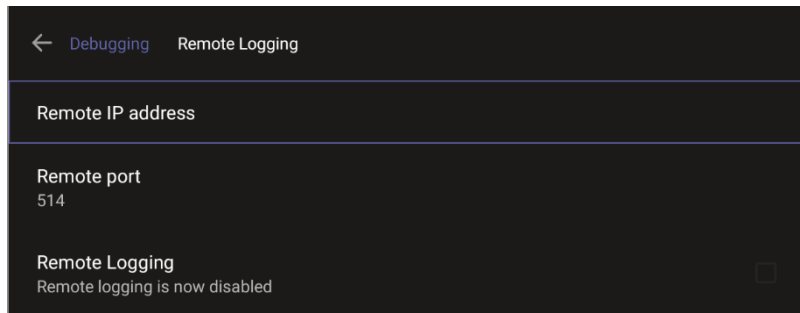 Debugging Remote Logging
Remote IP address
Remote port
514
Remote Logging
Remote logging is now disabled